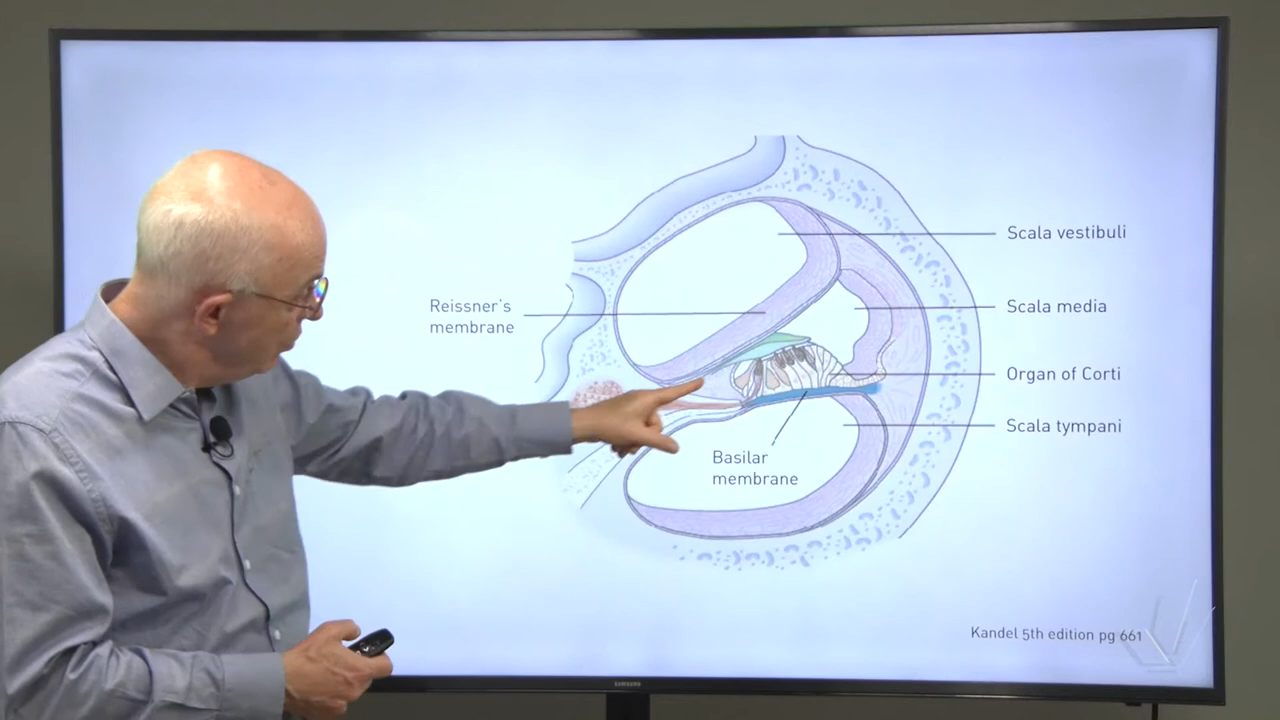 Scala vestibuli
Reissner's
membrane
Scala media
Organ of Corti
Scala tympani
Basilar
membrane
Kandel 5th edition pg 661
SAMSUNG